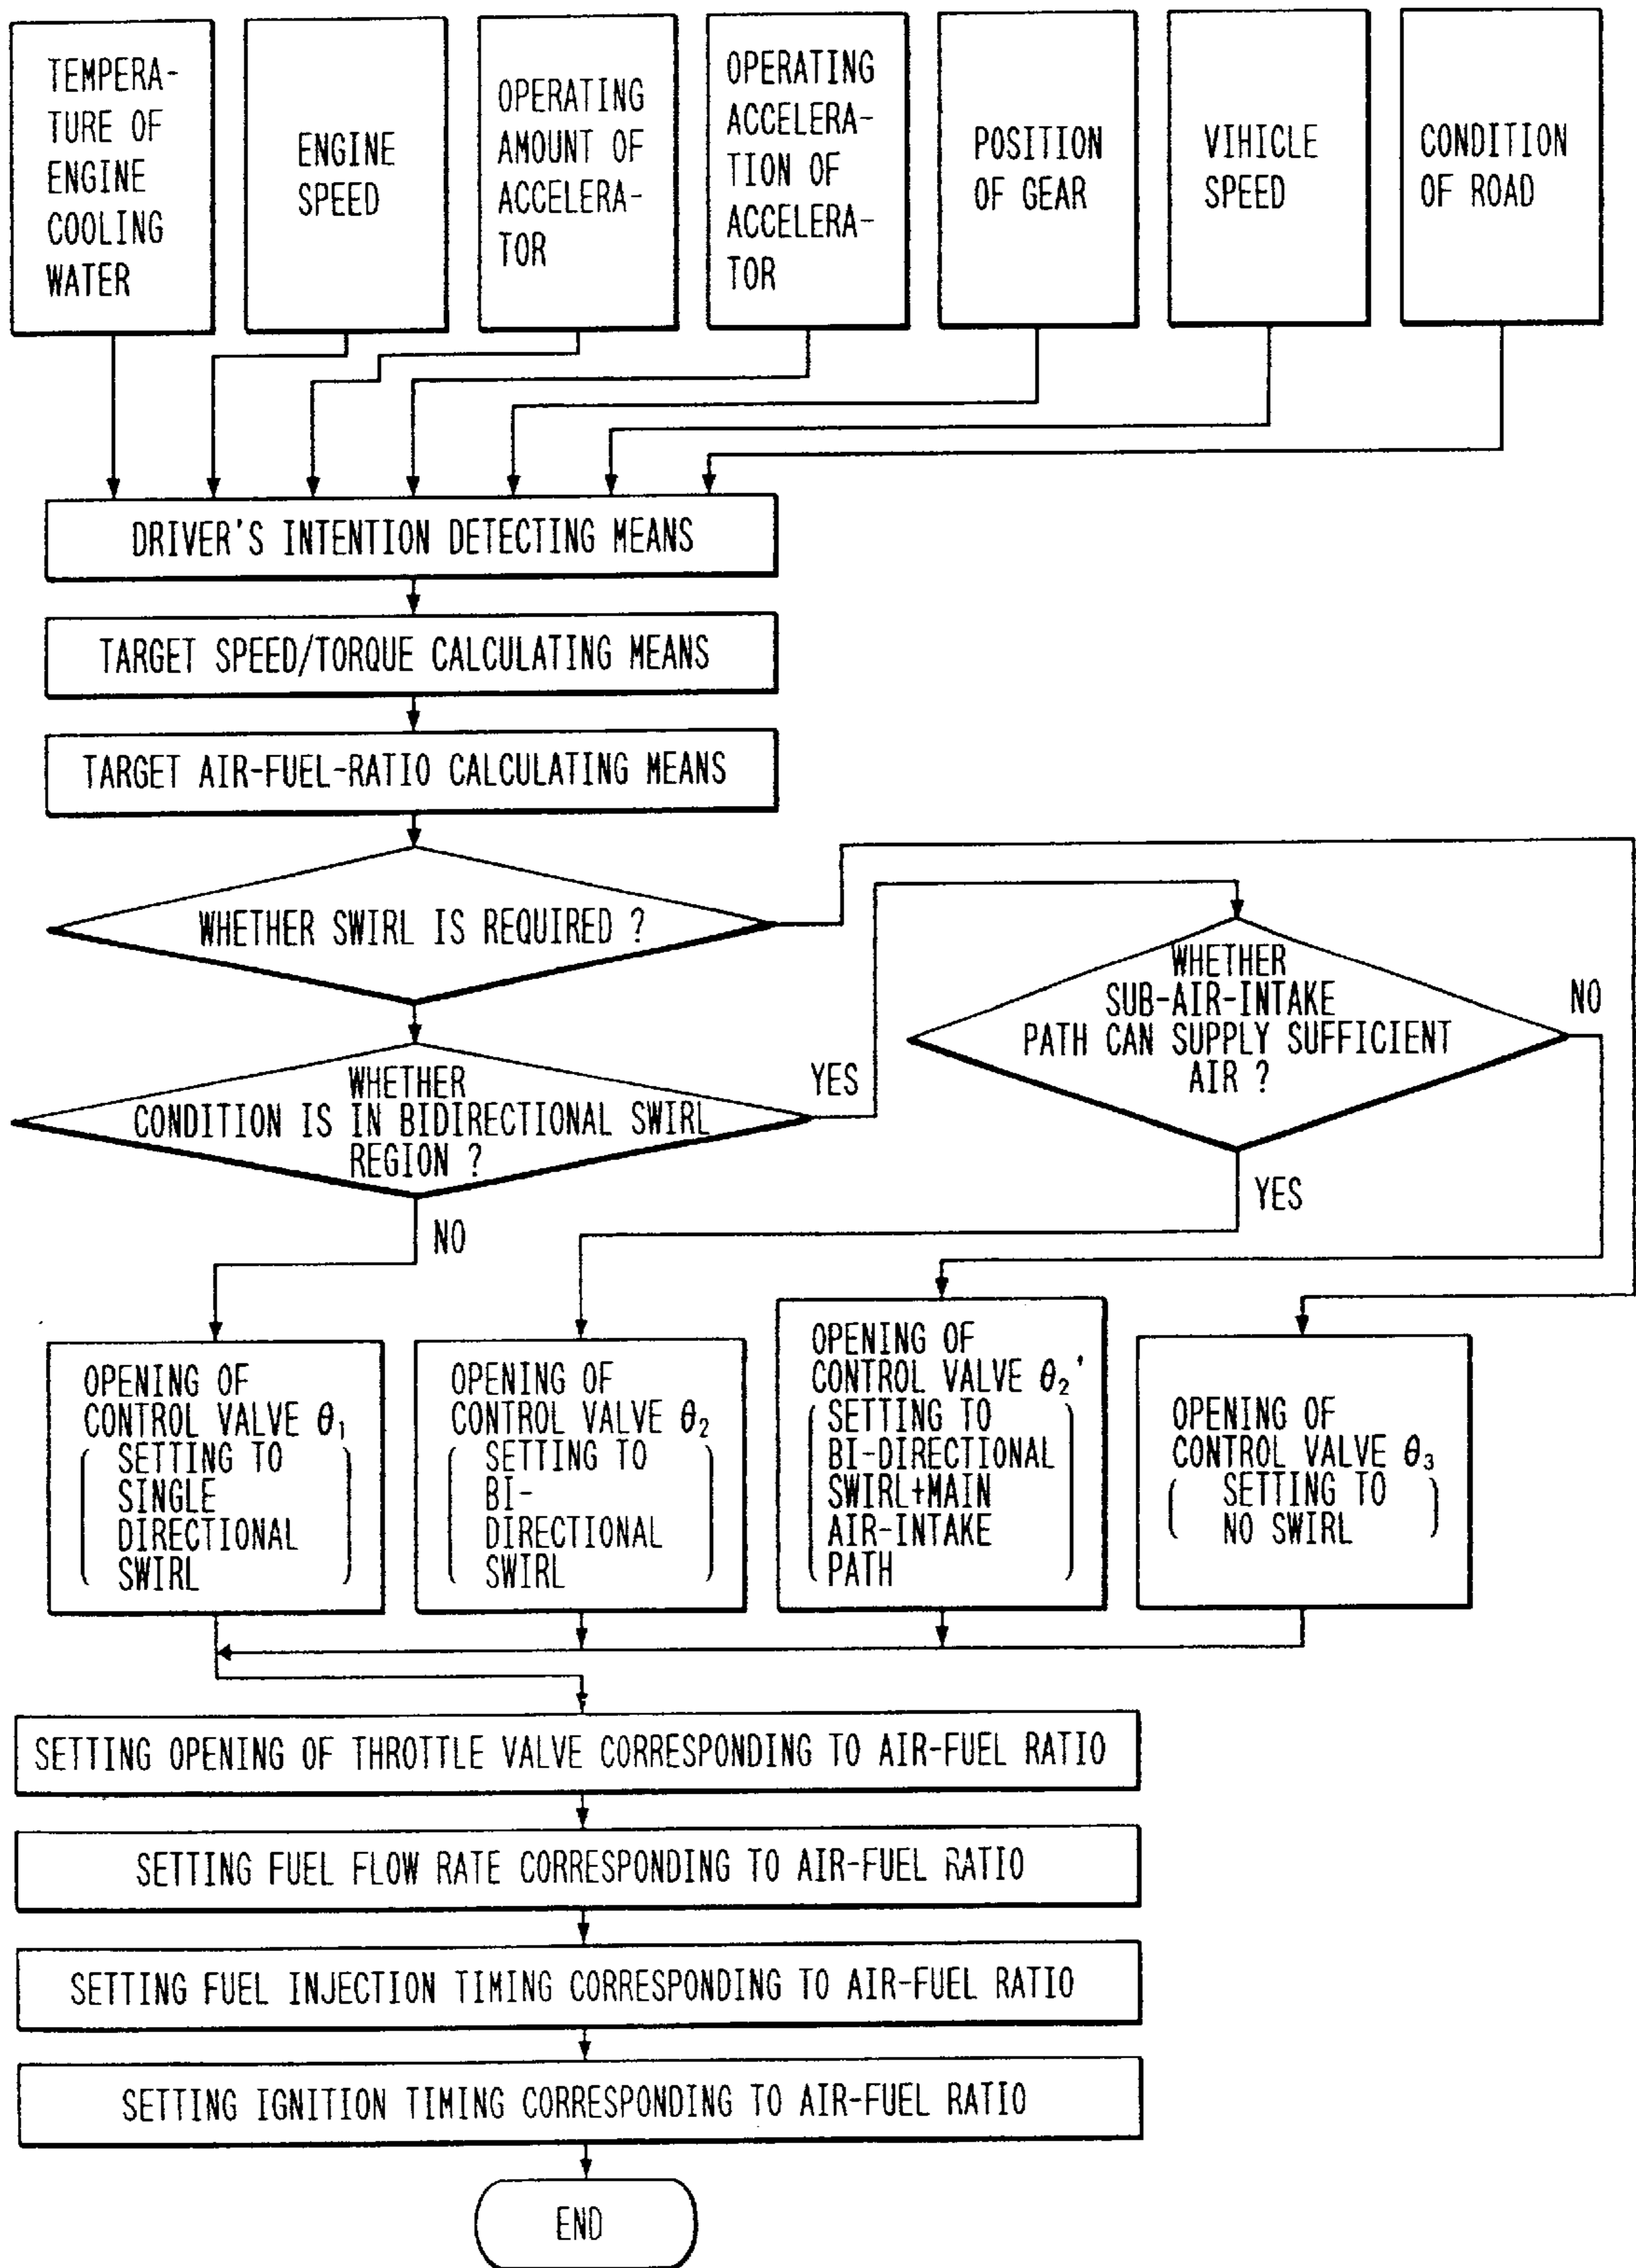 TEMPERA-
TURE OF
ENGINE
COOLING
WATER
ENGINE
SPEED
OPERATING
AMOUNT OF
ACCELERA-
TOR
OPERATING
ACCELERA-
TION OF
ACCELERA-
TOR
POSITION
OF GEAR
VIHICLE
SPEED
CONDITION
OF ROAD
DRIVER'S INTENTION DETECTING MEANS
TARGET SPEED/TORQUE CALCULATING MEANS
TARGET AIR-FUEL-RATIO CALCULATING MEANS
WHETHER SWIRL IS REQUIRED ?
WHETHER
SUB-AIR-INTAKE
PATH CAN SUPPLY SUFFICIENT
AIR ?
NO
YES
WHETHER
CONDITION IS IN BIDIRECTIONAL SWIRL
REGION ?
YES
NO
OPENING OF
CONTROL VALVE θ1
SETTING TO
SINGLE
DIRECTIONAL
SWIRL
OPENING OF
CONTROL VALVE θ2
SETTING TO
BI-
DIRECTIONAL
SWIRL
OPENING OF
CONTROL VALVE θ2'
SETTING TO
BI-DIRECTIONAL
SWIRL+MAIN
AIR-INTAKE
PATH
OPENING OF
CONTROL VALVE θ3
SETTING TO
NO SWIRL
SETTING OPENING OF THROTTLE VALVE CORRESPONDING TO AIR-FUEL RATIO
SETTING FUEL FLOW RATE CORRESPONDING TO AIR-FUEL RATIO
SETTING FUEL INJECTION TIMING CORRESPONDING TO AIR-FUEL RATIO
SETTING IGNITION TIMING CORRESPONDING TO AIR-FUEL RATIO
END